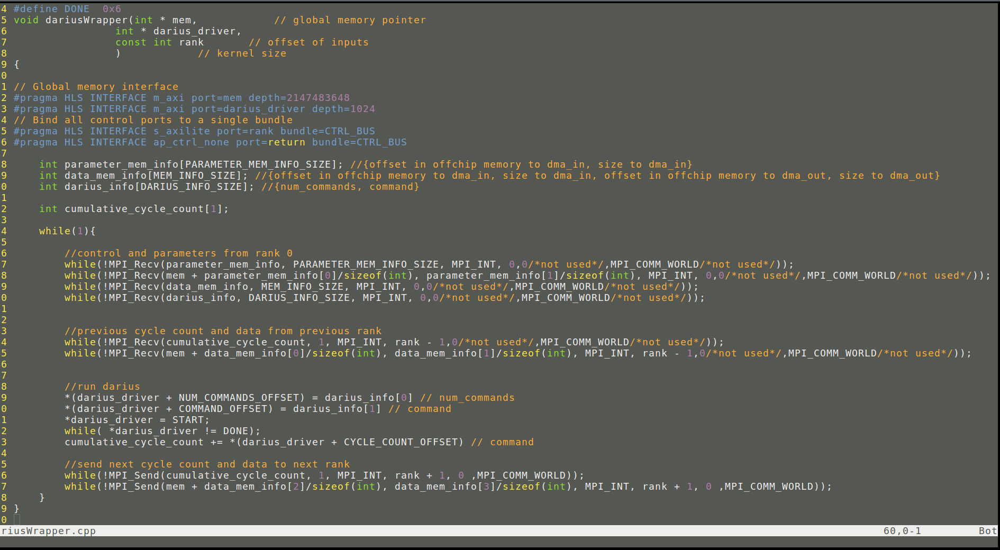 4 #define DONE  0x6
5 void dariusWrapper(int * mem,            // global memory pointer
6                 int * darius_driver,
7                 const int rank       // offset of inputs
8                 )            // kernel size
9 {
0
1 // Global memory interface
2 #pragma HLS INTERFACE m_axi port=mem depth=2147483648
3 #pragma HLS INTERFACE m_axi port=darius_driver depth=1024
4 // Bind all control ports to a single bundle
5 #pragma HLS INTERFACE s_axilite port=rank bundle=CTRL_BUS
6 #pragma HLS INTERFACE ap_ctrl_none port=return bundle=CTRL_BUS
7
8     int parameter_mem_info[PARAMETER_MEM_INFO_SIZE]; //{offset in offchip memory to dma_in, size to dma_in}
9     int data_mem_info[MEM_INFO_SIZE]; //{offset in offchip memory to dma_in, size to dma_in, offset in offchip memory to dma_out, size to dma_out}
0     int darius_info[DARIUS_INFO_SIZE]; //{num_commands, command}
1
2     int cumulative_cycle_count[1];
3
4     while(1){
5
6         //control and parameters from rank 0
7         while(!MPI_Recv(parameter_mem_info, PARAMETER_MEM_INFO_SIZE, MPI_INT, 0,0/*not used*/,MPI_COMM_WORLD/*not used*/));
8         while(!MPI_Recv(mem + parameter_mem_info[0]/sizeof(int), parameter_mem_info[1]/sizeof(int), MPI_INT, 0,0/*not used*/,MPI_COMM_WORLD/*not used*/));
9         while(!MPI_Recv(data_mem_info, MEM_INFO_SIZE, MPI_INT, 0,0/*not used*/,MPI_COMM_WORLD/*not used*/));
0         while(!MPI_Recv(darius_info, DARIUS_INFO_SIZE, MPI_INT, 0,0/*not used*/,MPI_COMM_WORLD/*not used*/));
1
2
3         //previous cycle count and data from previous rank
4         while(!MPI_Recv(cumulative_cycle_count, 1, MPI_INT, rank - 1,0/*not used*/,MPI_COMM_WORLD/*not used*/));
5         while(!MPI_Recv(mem + data_mem_info[0]/sizeof(int), data_mem_info[1]/sizeof(int), MPI_INT, rank - 1,0/*not used*/,MPI_COMM_WORLD/*not used*/));
6
7
8         //run darius
9         *(darius_driver + NUM_COMMANDS_OFFSET) = darius_info[0] // num_commands
0         *(darius_driver + COMMAND_OFFSET) = darius_info[1] // command
1         *darius_driver = START;
2         while( *darius_driver != DONE);
3         cumulative_cycle_count += *(darius_driver + CYCLE_COUNT_OFFSET) // command
4
5         //send next cycle count and data to next rank
6         while(!MPI_Send(cumulative_cycle_count, 1, MPI_INT, rank + 1, 0 ,MPI_COMM_WORLD));
7         while(!MPI_Send(mem + data_mem_info[2]/sizeof(int), data_mem_info[3]/sizeof(int), MPI_INT, rank + 1, 0 ,MPI_COMM_WORLD));
8     }
9 }
0
riusWrapper.cpp 60,0-1 Bot